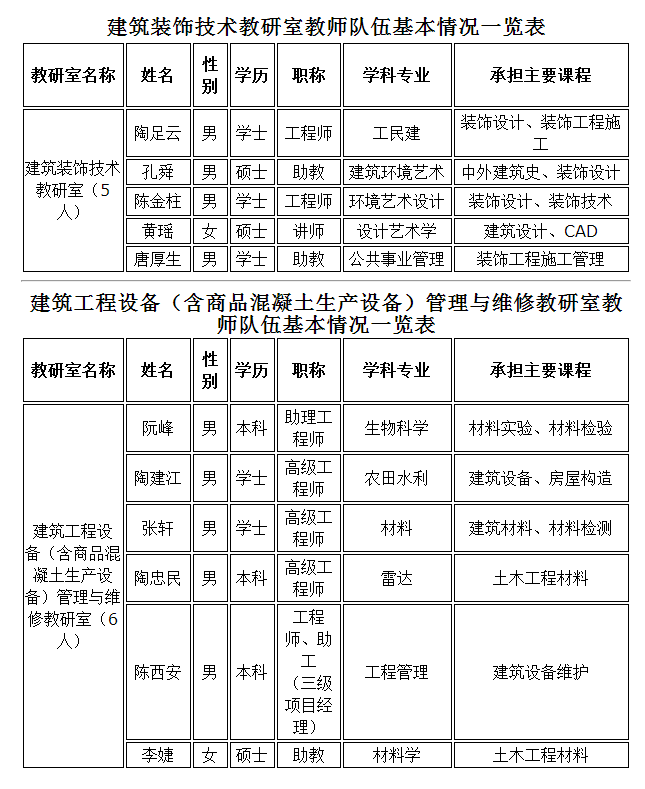 建筑装饰技术教研室教师队伍基本情况一览表
教研室名称 姓名 性别 学历 职称 学科专业 承担主要课程
建筑装饰技术
教研室（5
人）
陶足云 男 学士 工程师 工民建 装饰设计、装饰工程施
工
孔舜 男 硕士 助教 建筑环境艺术 中外建筑史、装饰设计
陈金柱 男 学士 工程师 环境艺术设计 装饰设计、装饰技术
黄瑶 女 硕士 讲师 设计艺术学 建筑设计、CAD
唐厚生 男 学士 助教 公共事业管理 装饰工程施工管理
建筑工程设备（含商品混凝土生产设备）管理与维修教研室教
师队伍基本情况一览表
教研室名称 姓名 性别 学历 职称 学科专业 承担主要课程
建筑工程设
备（含商品混
凝土生产设
备）管理与维
修教研室（6
人）
阮峰 男 本科 助理工
程师 生物科学 材料实验、材料检验
陶建江 男 学士 高级工
程师 农田水利 建筑设备、房屋构造
张轩 男 学士 高级工
程师 材料 建筑材料、材料检测
陶忠民 男 本科 高级工
程师 雷达 土木工程材料
陈西安 男 本科 工程
师、助
工
（三级
项目经
理） 工程管理 建筑设备维护
李婕 女 硕士 助教 材料学 土木工程材料